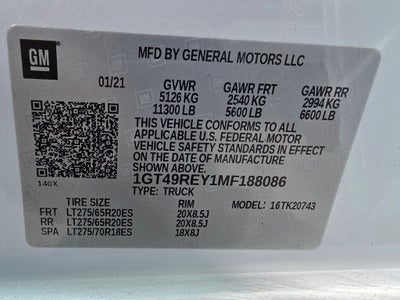 GM
MFD BY GENERAL MOTORS LLC
01/21 GVWR GAWR FRT GAWR RR
5126 KG 2540 KG 2994 KG
11300 LB 5600 LB 6600 LB
THIS VEHICLE CONFORMS TO ALL
APPLICABLE U.S. FEDERAL MOTOR
VEHICLE SAFETY STANDARDS IN EFFECT
ON THE DATE OF MANUFACTURE
SHOWN ABOVE.
140X 1GT49REY1MF188086
TYPE: TRUCK
TIRE SIZE RIM MODEL: 16TK20743
FRT LT275/65R20ES 20X8.5J
RR LT275/65R20ES 20X8.5J
SPA LT275/70R18ES 18X8J